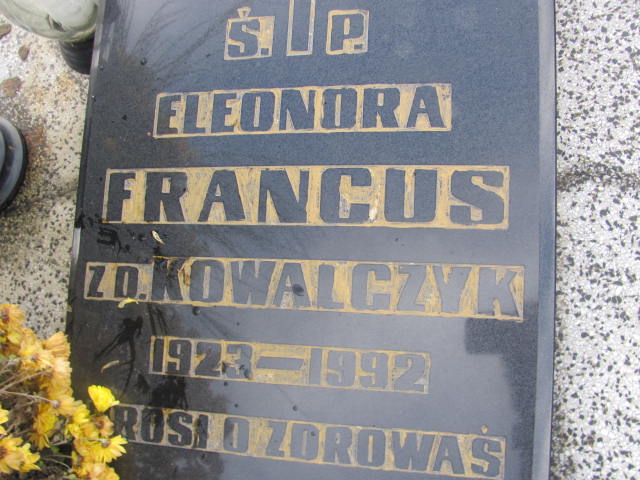 Ś. P.
ELEONORA
FRANCUS
ZD. KOWALCZYK
1923-1992
ROSI O ZDROWAŚ